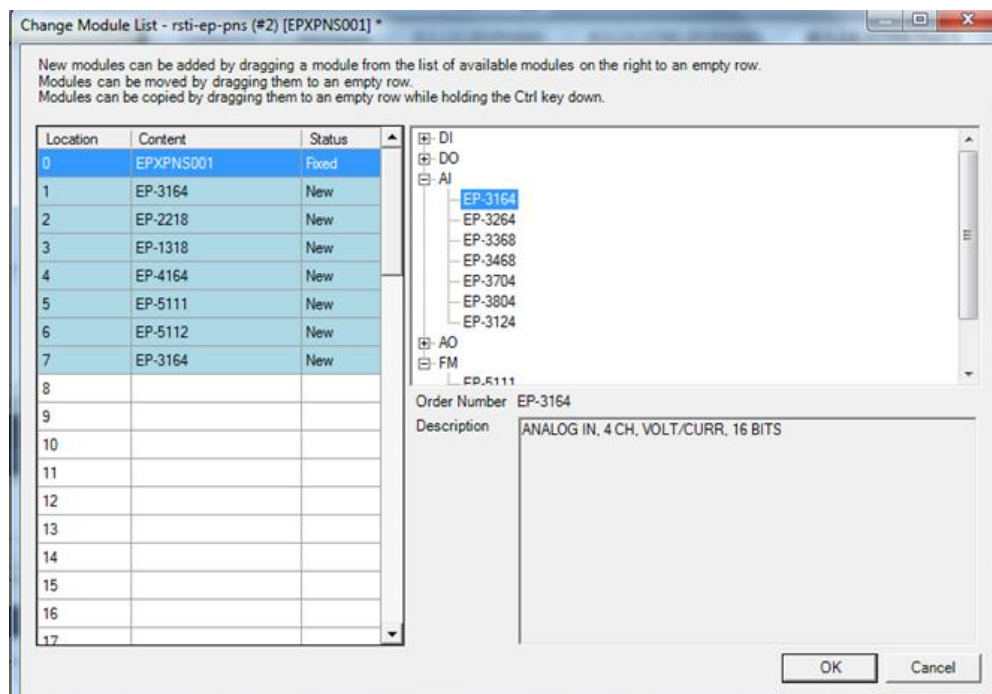 Change Module List - rsti-ep-pns (#2) [EPXPNS001] *
New modules can be added by dragging a module from the list of available modules on the right to an empty row.
Modules can be moved by dragging them to an empty row.
Modules can be copied by dragging them to an empty row while holding the Ctrl key down.
Location Content Status
0 EPXPNS001 Fixed
1 EP-3164 New
2 EP-2218 New
3 EP-1318 New
4 EP-4164 New
5 EP-5111 New
6 EP-5112 New
7 EP-3164 New
8
9
10
11
12
13
14
15
16
17
DI
DO
AI
EP-3164
EP-3264
EP-3368
EP-3468
EP-3704
EP-3804
EP-3124
AO
FM
EP-5111
Order Number EP-3164
Description ANALOG IN, 4 CH, VOLT/CURR, 16 BITS
OK Cancel